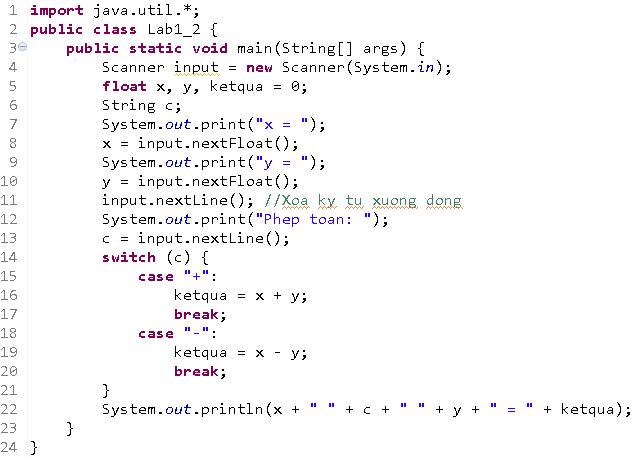 1 import java.util.*;
2 public class Lab1_2 {
3     public static void main(String[] args) {
4         Scanner input = new Scanner(System.in);
5         float x, y, ketqua = 0;
6         String c;
7         System.out.print("x = ");
8         x = input.nextFloat();
9         System.out.print("y = ");
10         y = input.nextFloat();
11         input.nextLine(); //Xoa ky tu xuong dong
12         System.out.print("Phep toan: ");
13         c = input.nextLine();
14         switch (c) {
15             case "+":
16                 ketqua = x + y;
17                 break;
18             case "-":
19                 ketqua = x - y;
20                 break;
21         }
22         System.out.println(x + " " + c + " " + y + " = " + ketqua);
23     }
24 }